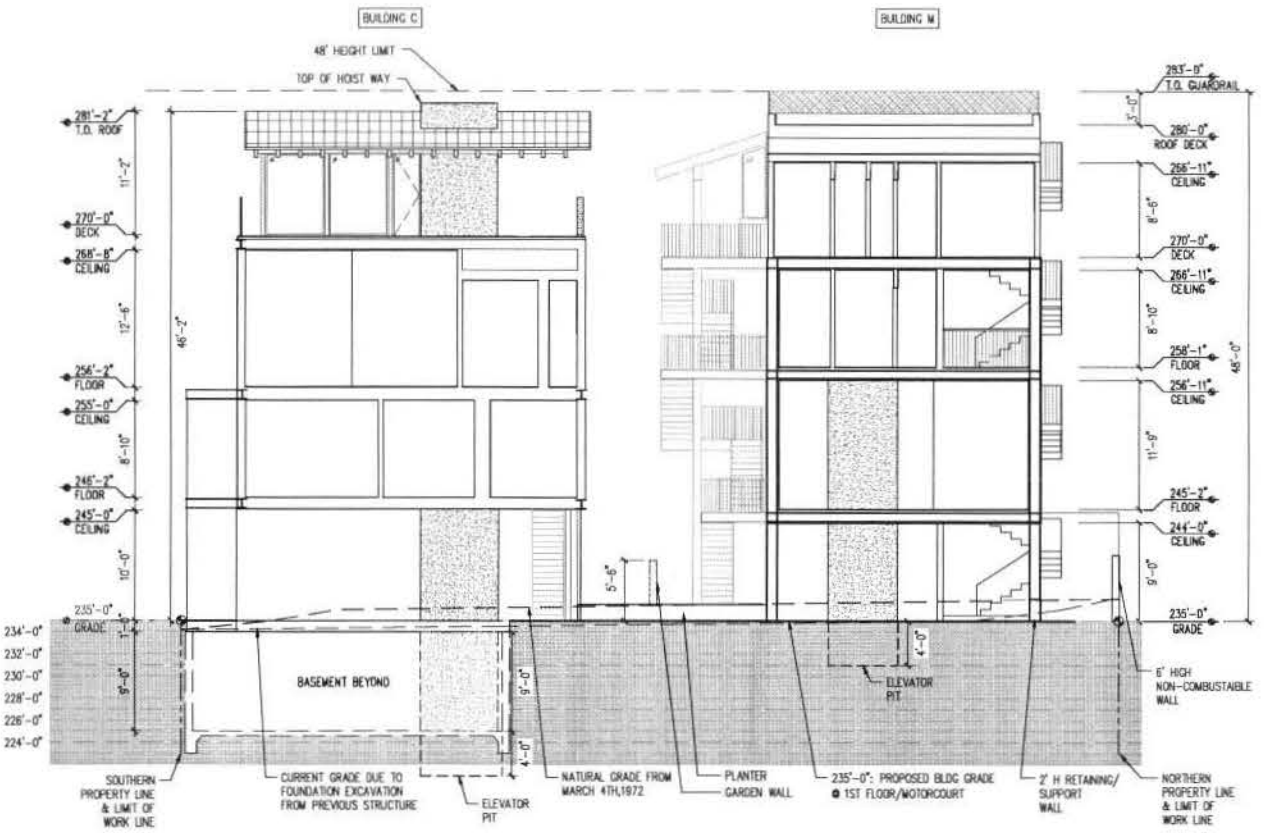 BUILDING C
BUILDING M
48' HEIGHT LIMIT
TOP OF HOIST WAY
281'-2"
T.O. ROOF
11'-2"
270'-0"
DECK
268'-8"
CEILING
12'-6"
46'-2"
256'-2"
FLOOR
255'-0"
CEILING
8'-10"
246'-2"
FLOOR
245'-0"
CEILING
10'-0"
235'-0"
GRADE
1'-0"
234'-0"
232'-0"
230'-0"
228'-0"
226'-0"
224'-0"
9'-0"
BASEMENT BEYOND
9'-0"
4'-0"
5'-6"
283'-0"
T.O. GUARDRAIL
3'-0"
280'-0"
ROOF DECK
CEILING
8'-6"
270'-0"
DECK
266'-11"
CEILING
8'-10"
258'-1"
FLOOR
256'-11"
CEILING
48'-0"
11'-9"
245'-2"
FLOOR
244'-0"
CEILING
9'-0"
235'-0"
GRADE
4'-0"
ELEVATOR
PIT
6' HIGH
NON-COMBUSTAIBLE
WALL
SOUTHERN
PROPERTY LINE
& LIMIT OF
WORK LINE
CURRENT GRADE DUE TO
FOUNDATION EXCAVATION
FROM PREVIOUS STRUCTURE
ELEVATOR
PIT
NATURAL GRADE FROM
MARCH 4TH,1972
PLANTER
GARDEN WALL
235'-0": PROPOSED BLDG GRADE
@ 1ST FLOOR/MOTORCOURT
2' H RETAINING/
SUPPORT
WALL
NORTHERN
PROPERTY LINE
& LIMIT OF
WORK LINE